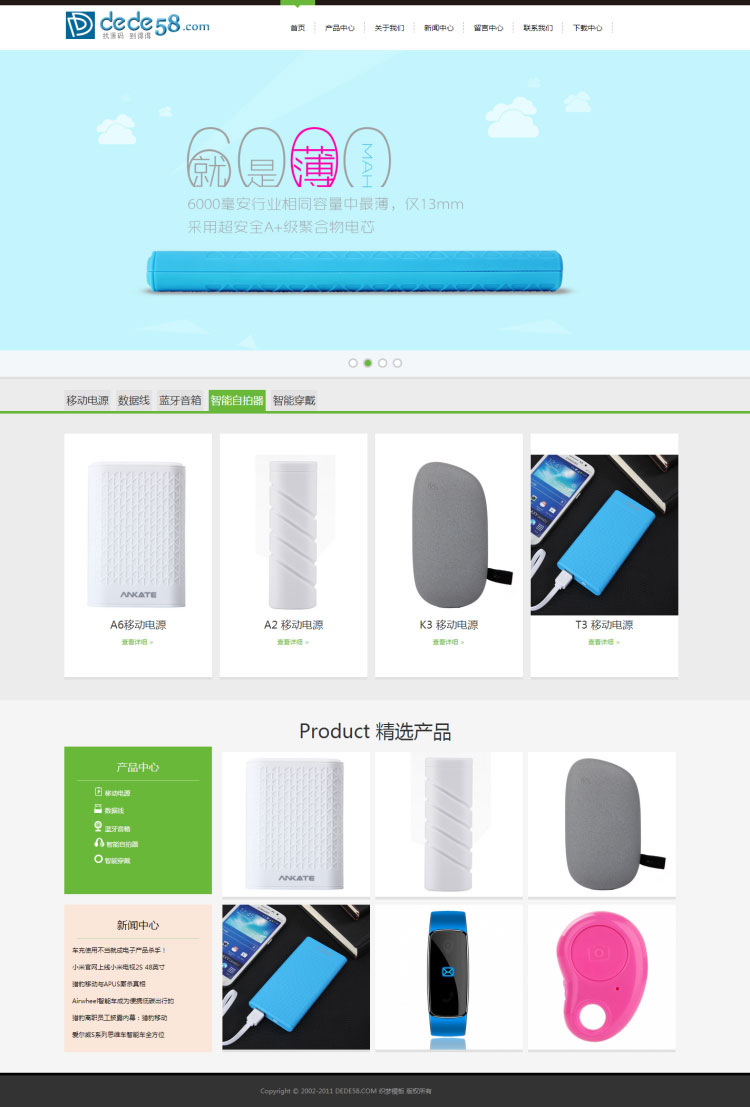 dede58.com
找源码 到得得
首页 产品中心 关于我们 新闻中心 留言中心 联系我们 下载中心
就是薄 MAH
6000毫安行业相同容量中最薄，仅13mm
采用超安全A+级聚合物电芯
移动电源 数据线 蓝牙音箱 智能自拍器 智能穿戴
ANKATE
A6移动电源 A2 移动电源 K3 移动电源 T3 移动电源
查看详细 > 查看详细 > 查看详细 > 查看详细 >
Product 精选产品
产品中心
移动电源
数据线
蓝牙音箱
智能自拍器
智能穿戴
ANKATE
新闻中心
车充使用不当就成电子产品杀手！
小米官网上线小米电视2S 48英寸
猎豹移动与APUS撕杀真相
Airwheel智能车成为便携低碳出行的
猎豹离职员工披露内幕：猎豹移动
爱尔威S系列思维车智能车全方位
Copyright © 2002-2011 DEDE58.COM 织梦模板 版权所有